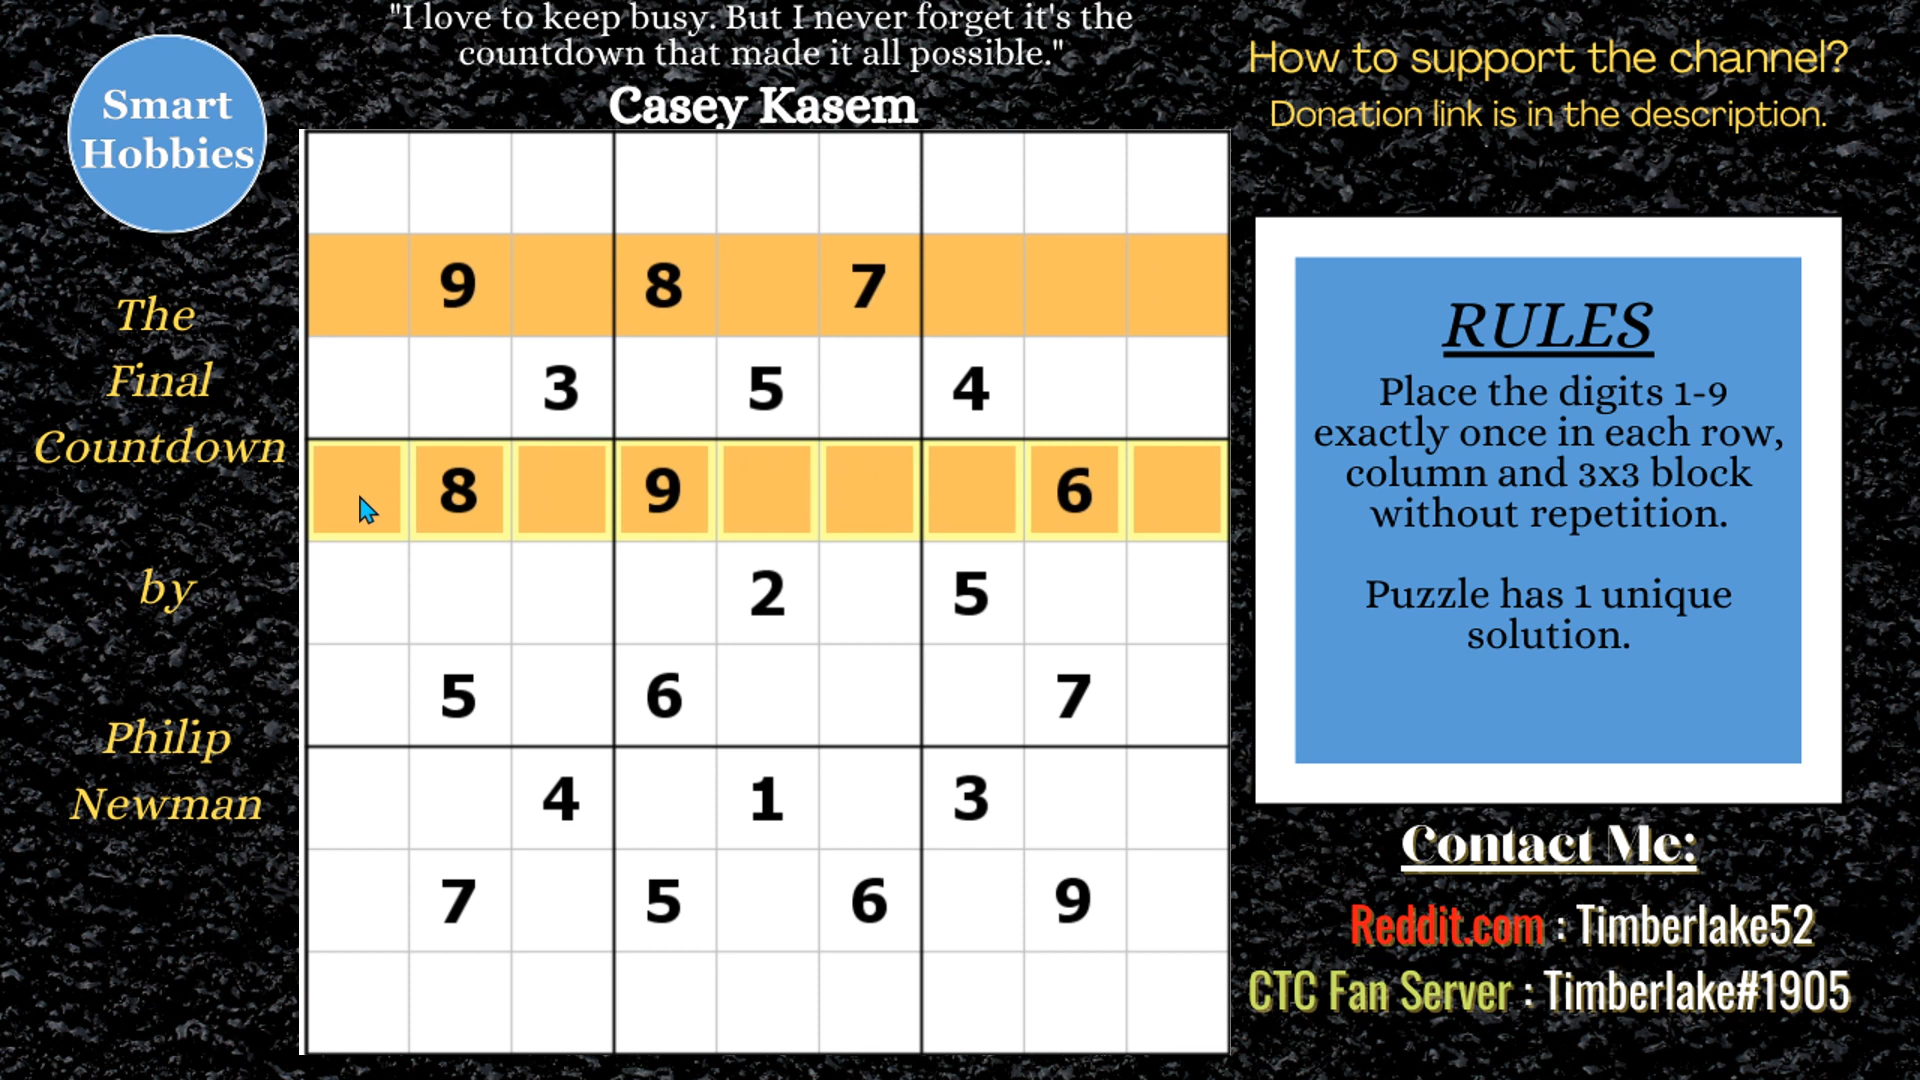 "I love to keep busy. But I never forget it's the
countdown that made it all possible."
Casey Kasem
Smart
Hobbies
The
Final
Countdown
by
Philip
Newman
9 8 7
3 5 4
8 9 6
2 5
5 6 7
4 1 3
7 5 6 9
How to support the channel?
Donation link is in the description.
RULES
Place the digits 1-9
exactly once in each row,
column and 3x3 block
without repetition.
Puzzle has 1 unique
solution.
Contact Me:
Reddit.com : Timberlake52
CTC Fan Server : Timberlake#1905